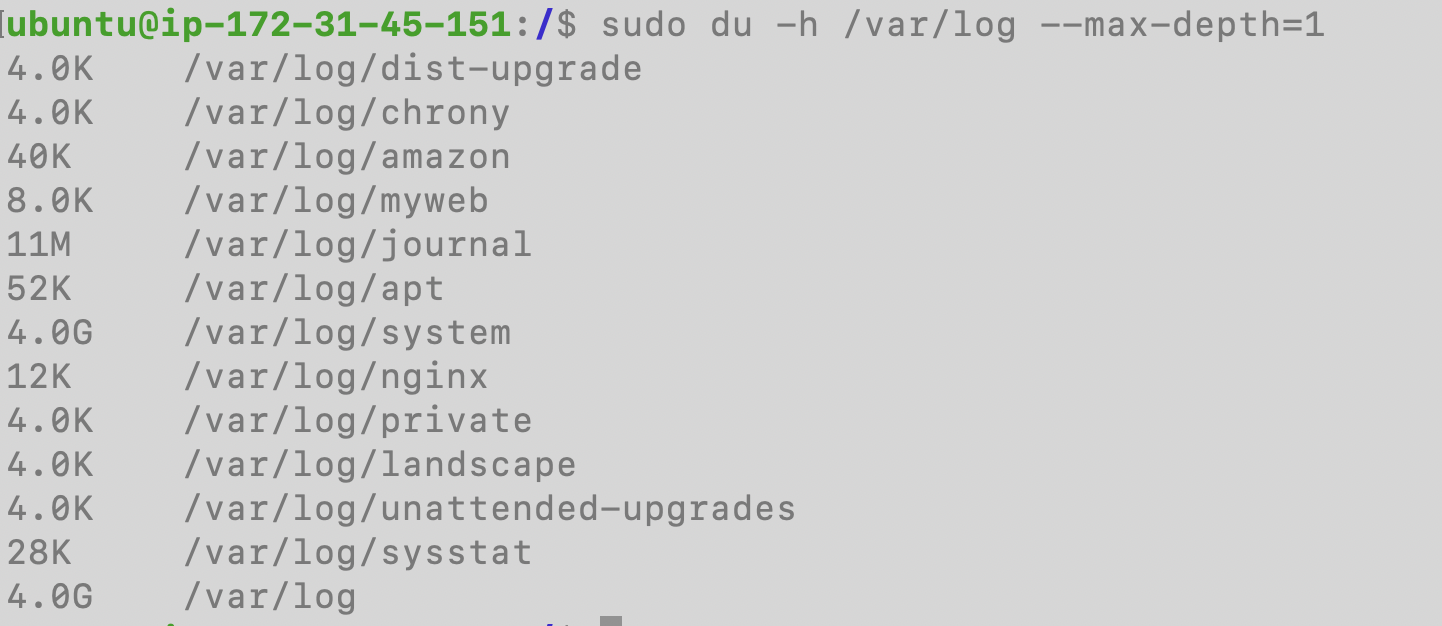 ubuntu@ip-172-31-45-151:/$ sudo du -h /var/log --max-depth=1
4.0K /var/log/dist-upgrade
4.0K /var/log/chrony
40K /var/log/amazon
8.0K /var/log/myweb
11M /var/log/journal
52K /var/log/apt
4.0G /var/log/system
12K /var/log/nginx
4.0K /var/log/private
4.0K /var/log/landscape
4.0K /var/log/unattended-upgrades
28K /var/log/sysstat
4.0G /var/log